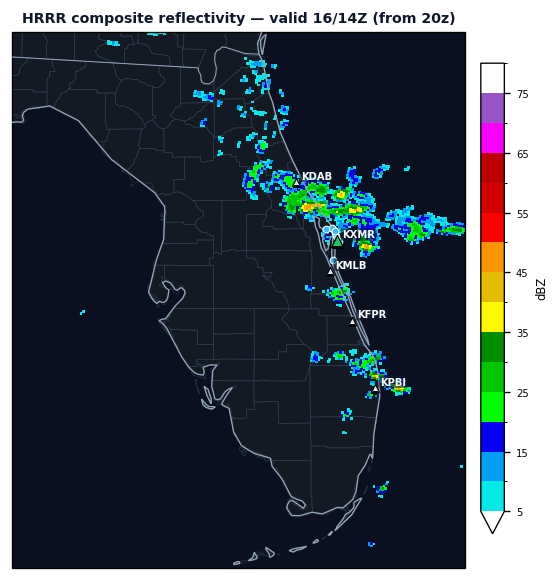 HRRR composite reflectivity — valid 16/14Z (from 20z)
KDAB
KXMR
KMLB
KFPR
KPBI
75
65
55
45
35
25
15
5
dBZ